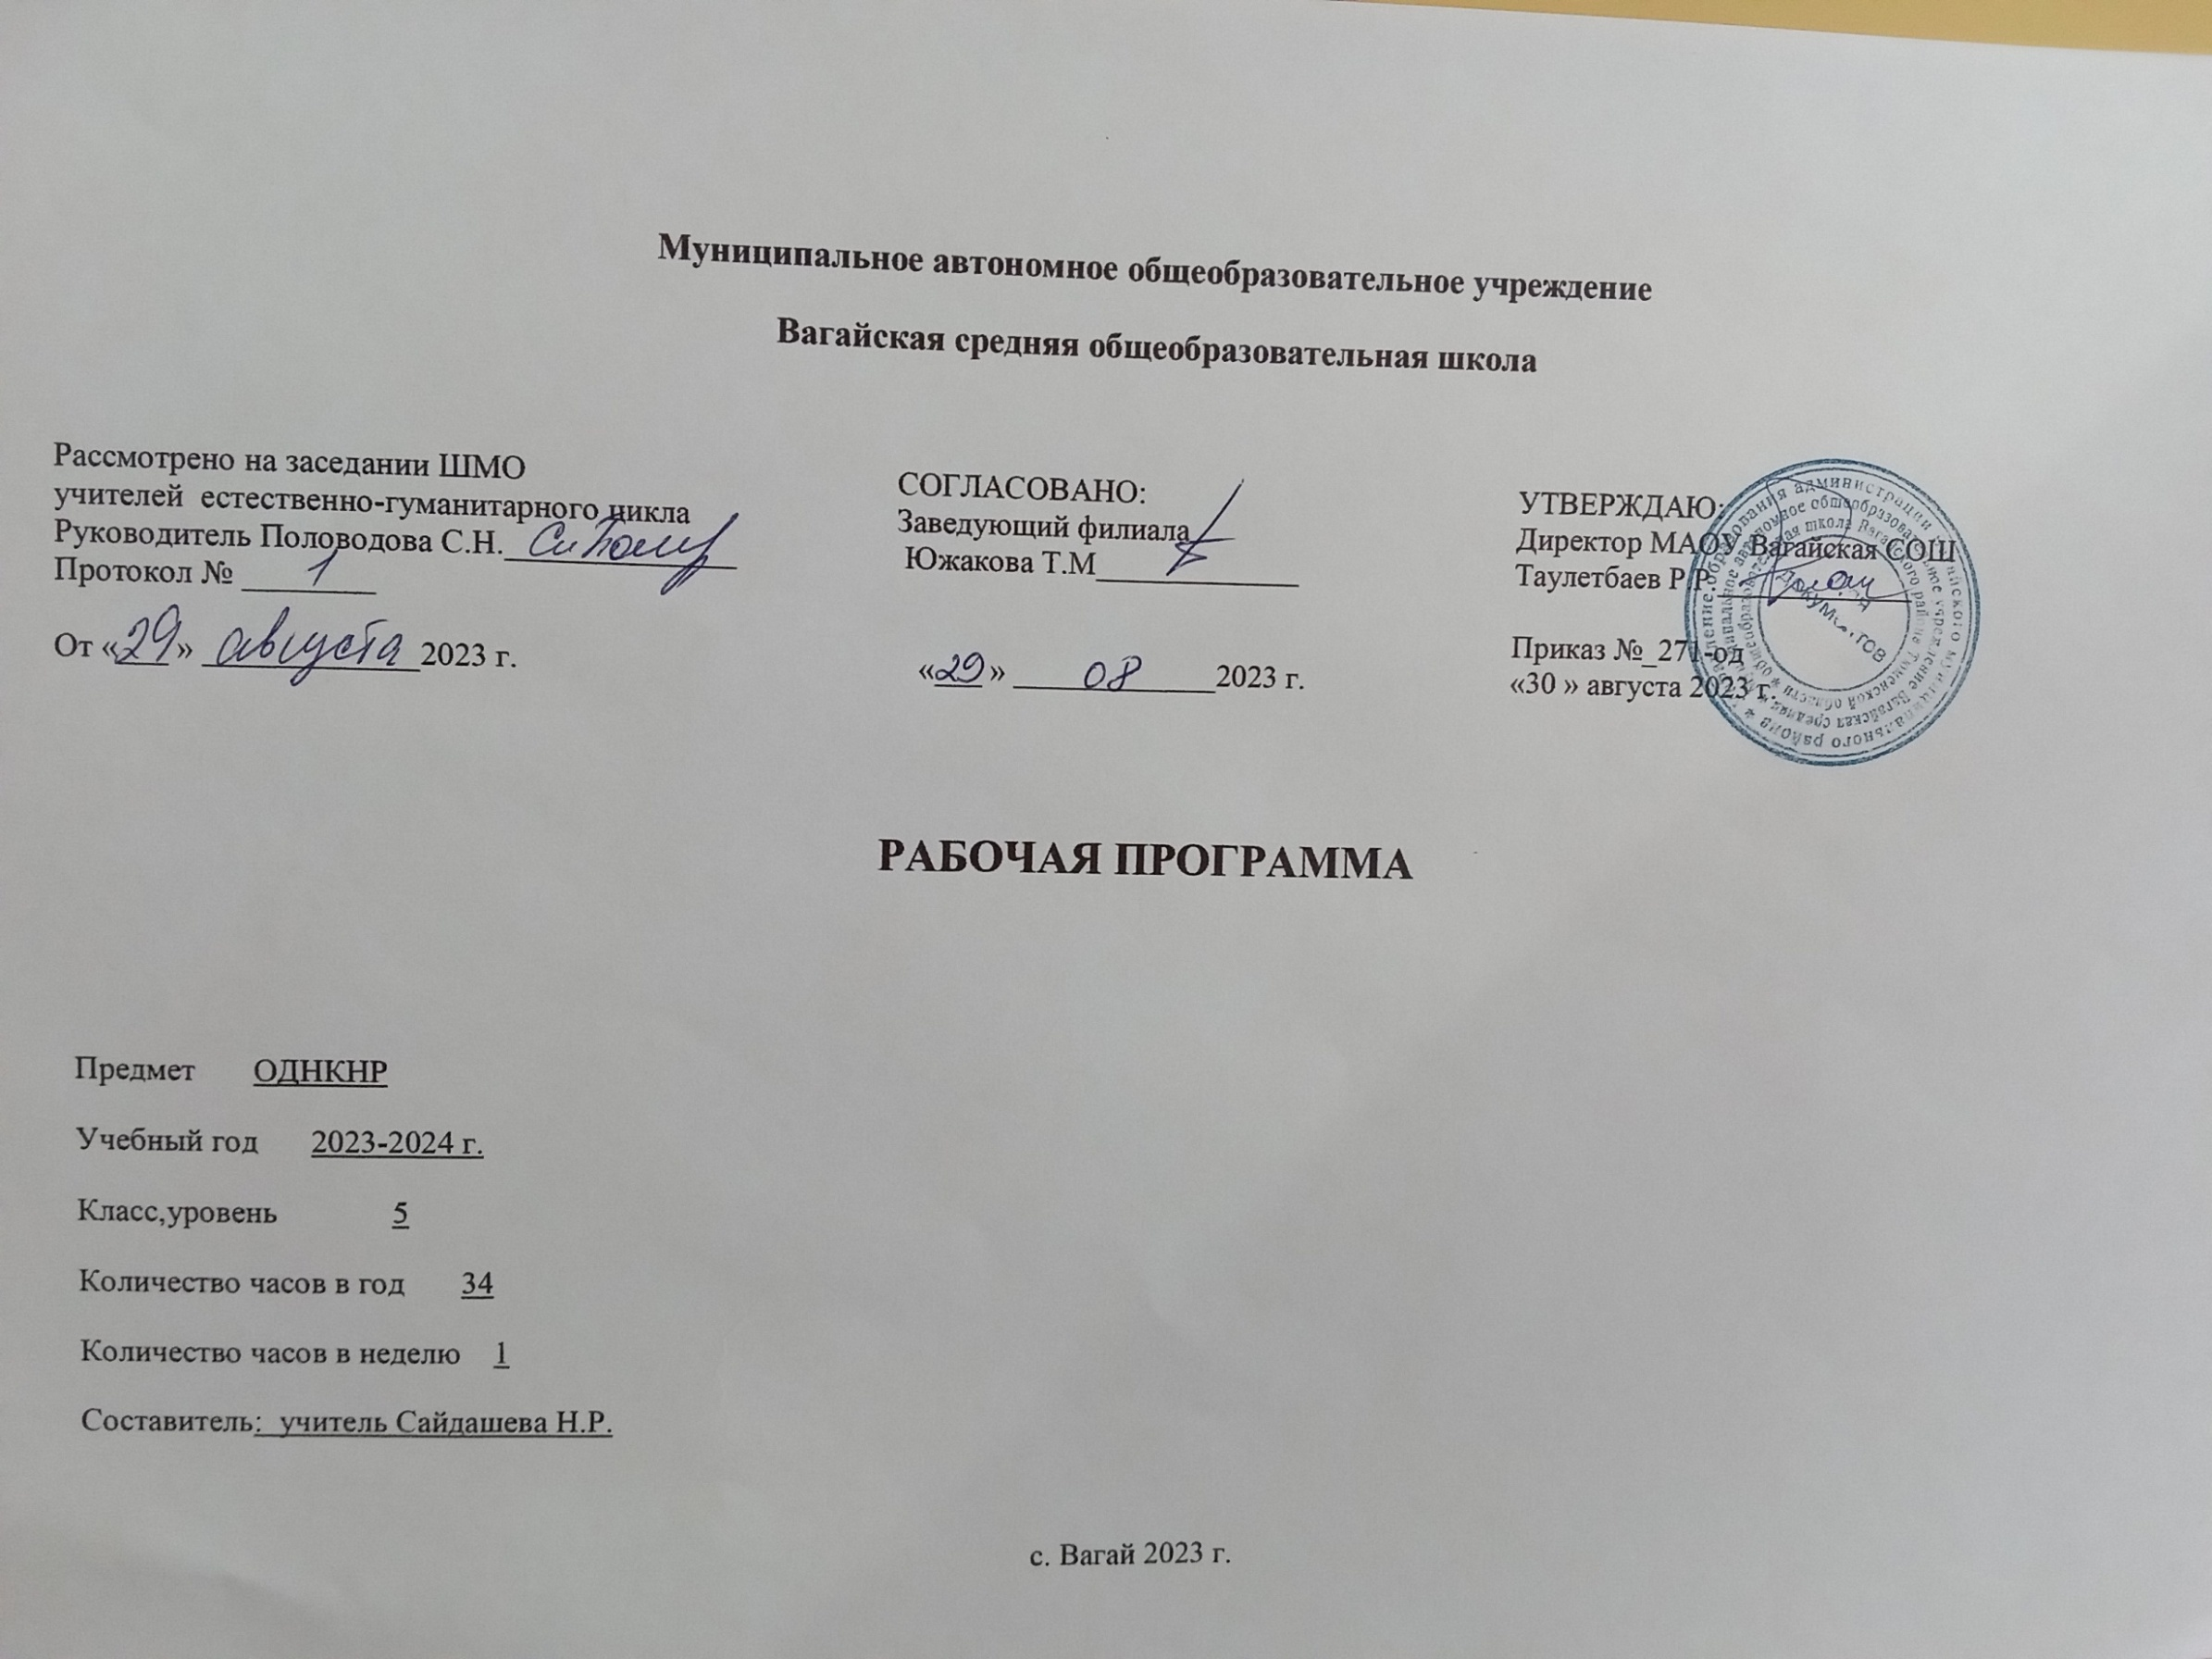 Муниципальное автономное общеобразовательное учреждение
Вагайская средняя общеобразовательная школа
Рассмотрено на заседании ШМО
учителей естественно-гуманитарного цикла
Руководитель Половодова С.Н.
Протокол № 1
От «29» августа 2023 г.
СОГЛАСОВАНО:
Заведующий филиала
Южакова Т.М
«29» 08 2023 г.
УТВЕРЖДАЮ:
Директор МАОУ Вагайская СОШ
Таулетбаев Р.Р.
Приказ №_271-од
«30 » августа 2023 г.
РАБОЧАЯ ПРОГРАММА
Предмет ОДНКНР
Учебный год 2023-2024 г.
Класс,уровень 5
Количество часов в год 34
Количество часов в неделю 1
Составитель: учитель Сайдашева Н.Р.
с. Вагай 2023 г.